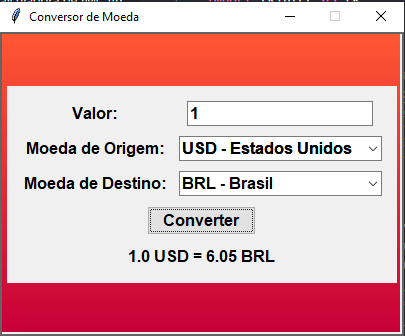 Conversor de Moeda
Valor: 1
Moeda de Origem: USD - Estados Unidos
Moeda de Destino: BRL - Brasil
Converter
1.0 USD = 6.05 BRL